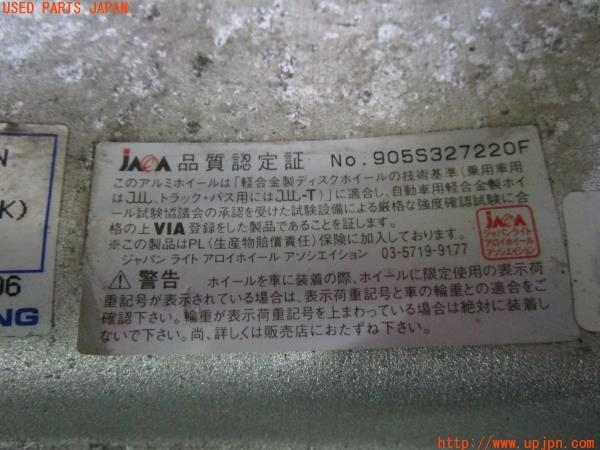 USED PARTS JAPAN
N
K)
96
NG
JAWA 品質認定証 No.905S327220F
このアルミホイールは「軽合金製ディスクホイールの技術基準(乗用車用
はJWL、トラック・バス用にはJWL-T)」に適合し、自動車用軽合金製ホイ
ール試験協議会の承認を受けた試験設備による厳格な強度確認試験に合
格の上VIA登録をした製品であることを証します。
※この製品はPL(生産物賠償責任)保険に加入しております。
ジャパン ライト アロイホイール アソシエイション 03-5719-9177
JAWA
ジャパンライト
アロイホイール
アソシエイション
⚠警告 ホイールを車に装着の際、ホイールに限定使用の表示荷
重記号が表示されている場合は、表示荷重記号と車の輪重との適合をご
確認下さい。輪重が表示荷重記号を上まわっている場合は絶対に装着し
ないで下さい。尚、詳しくは販売店におたずね下さい。
http://www.upjpn.com/